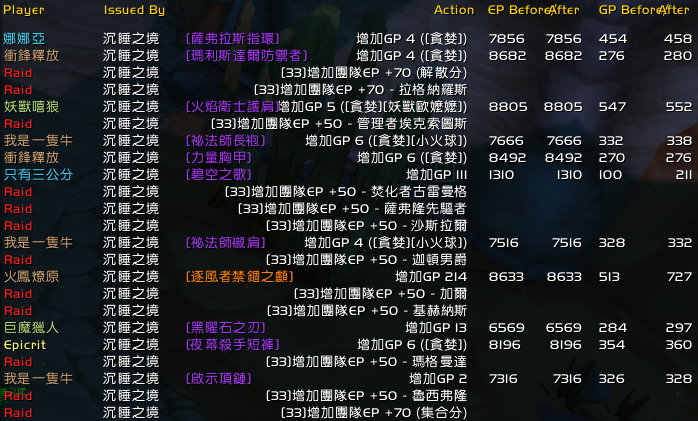 Player Issued By Action EP Before After GP Before After
娜娜亞 沉睡之境 [薩弗拉斯指環] 增加GP 4 ([貪婪]) 7856 7856 454 458
衝鋒釋放 沉睡之境 [瑪利斯達爾防禦者] 增加GP 4 ([貪婪]) 8682 8682 276 280
Raid 沉睡之境 (33)增加團隊EP +70 (解散分)
Raid 沉睡之境 (33)增加團隊EP +70 - 拉格納羅斯
妖獸嘻狼 沉睡之境 [火焰衛士護肩] 增加GP 5 ([貪婪][妖獸歐嬤嬤]) 8805 8805 547 552
Raid 沉睡之境 (33)增加團隊EP +50 - 管理者埃克索圖斯
我是一隻牛 沉睡之境 [祕法師長袍] 增加GP 6 ([貪婪][小火球]) 7666 7666 332 338
衝鋒釋放 沉睡之境 [力量胸甲] 增加GP 6 ([貪婪]) 8492 8492 270 276
只有三公分 沉睡之境 [碧空之歌] 增加GP 111 1310 1310 100 211
Raid 沉睡之境 (33)增加團隊EP +50 - 焚化者古雷曼格
Raid 沉睡之境 (33)增加團隊EP +50 - 薩弗隆先驅者
Raid 沉睡之境 (33)增加團隊EP +50 - 沙斯拉爾
我是一隻牛 沉睡之境 [祕法師襯肩] 增加GP 4 ([貪婪][小火球]) 7516 7516 328 332
Raid 沉睡之境 (33)增加團隊EP +50 - 迦頓男爵
火鳳燎原 沉睡之境 [逐風者禁錮之顱] 增加GP 214 8633 8633 513 727
Raid 沉睡之境 (33)增加團隊EP +50 - 加爾
Raid 沉睡之境 (33)增加團隊EP +50 - 基赫納斯
巨魔獵人 沉睡之境 [黑曜石之刃] 增加GP 13 6569 6569 284 297
Epicrit 沉睡之境 [夜幕殺手短褲] 增加GP 6 ([貪婪]) 8196 8196 354 360
Raid 沉睡之境 (33)增加團隊EP +50 - 瑪格曼達
我是一隻牛 沉睡之境 [啟示項鏈] 增加GP 2 7316 7316 326 328
Raid 沉睡之境 (33)增加團隊EP +50 - 魯西弗隆
Raid 沉睡之境 (33)增加團隊EP +70 (集合分)